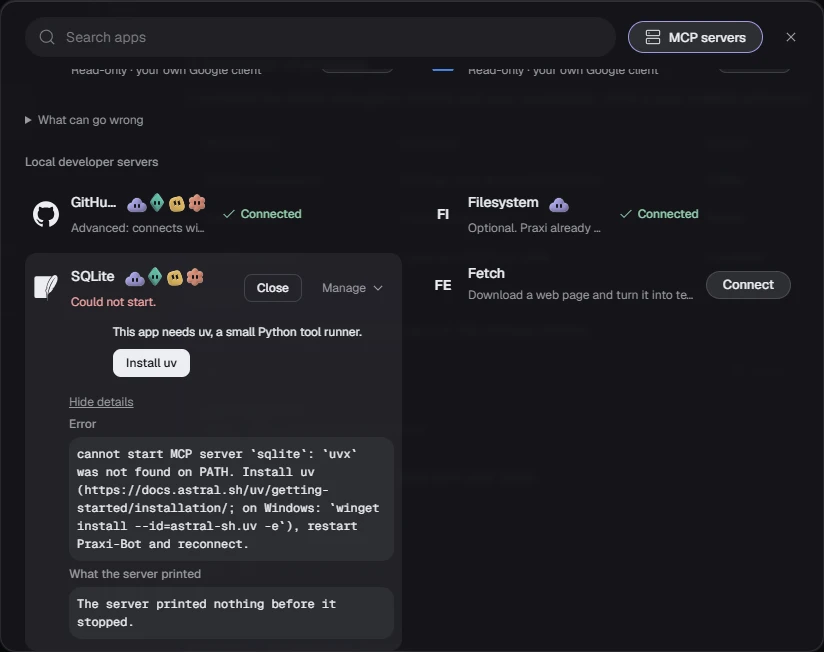 Search apps
MCP servers
Read-only · your own Google client
Read-only · your own Google client
What can go wrong
Local developer servers
GitHu...
Advanced: connects wi...
Connected
FI
Filesystem
Optional. Praxi already ...
Connected
SQLite
Could not start.
Close
Manage
This app needs uv, a small Python tool runner.
Install uv
Hide details
Error
cannot start MCP server `sqlite`: `uvx`
was not found on PATH. Install uv
(https://docs.astral.sh/uv/getting-
started/installation/; on Windows: `winget
install --id=astral-sh.uv -e`), restart
Praxi-Bot and reconnect.
What the server printed
The server printed nothing before it
stopped.
FE
Fetch
Download a web page and turn it into te...
Connect